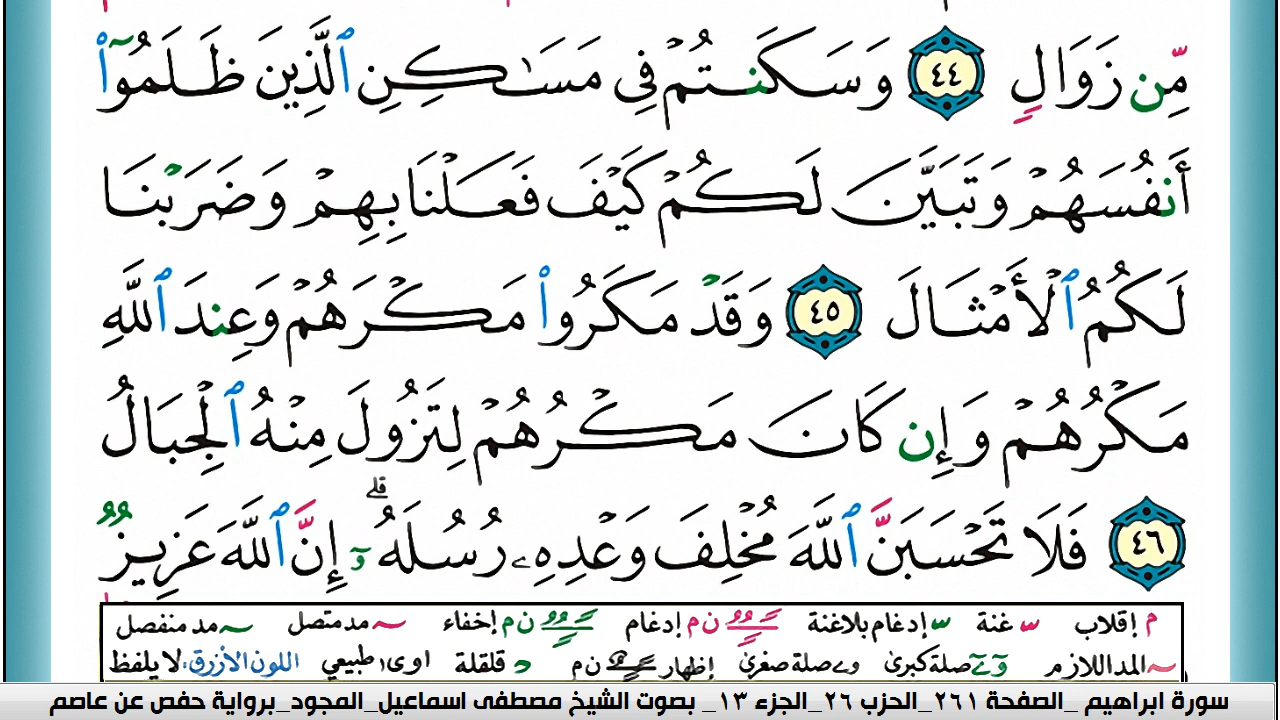 مِّن زَوَالٍ ٤٤ وَسَكَنتُمْ فِي مَسَٰكِنِ ٱلَّذِينَ ظَلَمُوٓا۟
أَنفُسَهُمْ وَتَبَيَّنَ لَكُمْ كَيْفَ فَعَلْنَا بِهِمْ وَضَرَبْنَا
لَكُمُ ٱلْأَمْثَالَ ٤٥ وَقَدْ مَكَرُوا۟ مَكْرَهُمْ وَعِندَ ٱللَّهِ
مَكْرُهُمْ وَإِن كَانَ مَكْرُهُمْ لِتَزُولَ مِنْهُ ٱلْجِبَالُ
٤٦ فَلَا تَحْسَبَنَّ ٱللَّهَ مُخْلِفَ وَعْدِهِۦ رُسُلَهُۥٓ ۗ إِنَّ ٱللَّهَ عَزِيزٌ
م إقلاب غنة إدغام بلاغنة ن م إدغام ن م إخفاء مد متصل مد منفصل
المد اللازم صلة كبرى و ے صلة صغرى إظهار ن م قلقلة اوى طبيعي اللون الأزرق: لا يلفظ
سورة ابراهيم _الصفحة ٢٦١_الحزب ٢٦_الجزء ١٣_ بصوت الشيخ مصطفى اسماعيل_المجود_برواية حفص عن عاصم